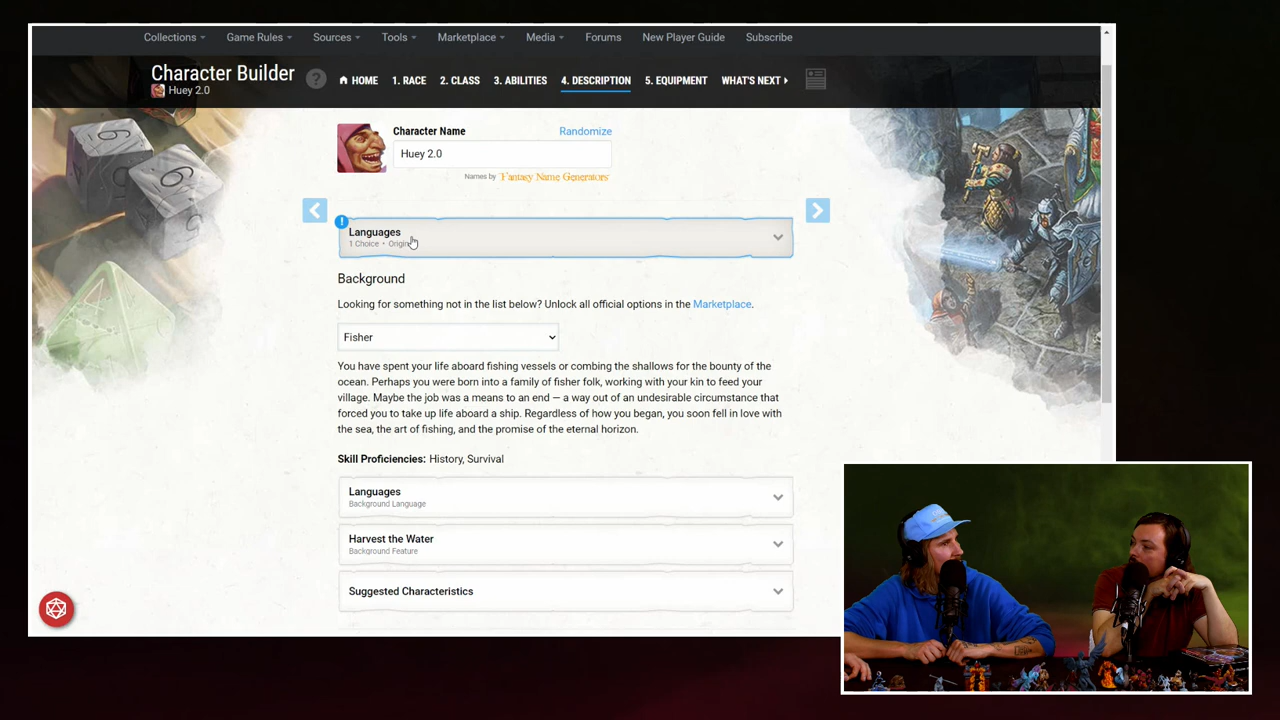 Collections Game Rules Sources Tools Marketplace Media Forums New Player Guide Subscribe
Character Builder
Huey 2.0
? HOME 1. RACE 2. CLASS 3. ABILITIES 4. DESCRIPTION 5. EQUIPMENT WHAT'S NEXT
Character Name Randomize
Huey 2.0
Names by Fantasy Name Generators
!
Languages
1 Choice • Origin
Background
Looking for something not in the list below? Unlock all official options in the Marketplace.
Fisher
You have spent your life aboard fishing vessels or combing the shallows for the bounty of the
ocean. Perhaps you were born into a family of fisher folk, working with your kin to feed your
village. Maybe the job was a means to an end — a way out of an undesirable circumstance that
forced you to take up life aboard a ship. Regardless of how you began, you soon fell in love with
the sea, the art of fishing, and the promise of the eternal horizon.
Skill Proficiencies: History, Survival
Languages
Background Language
Harvest the Water
Background Feature
Suggested Characteristics